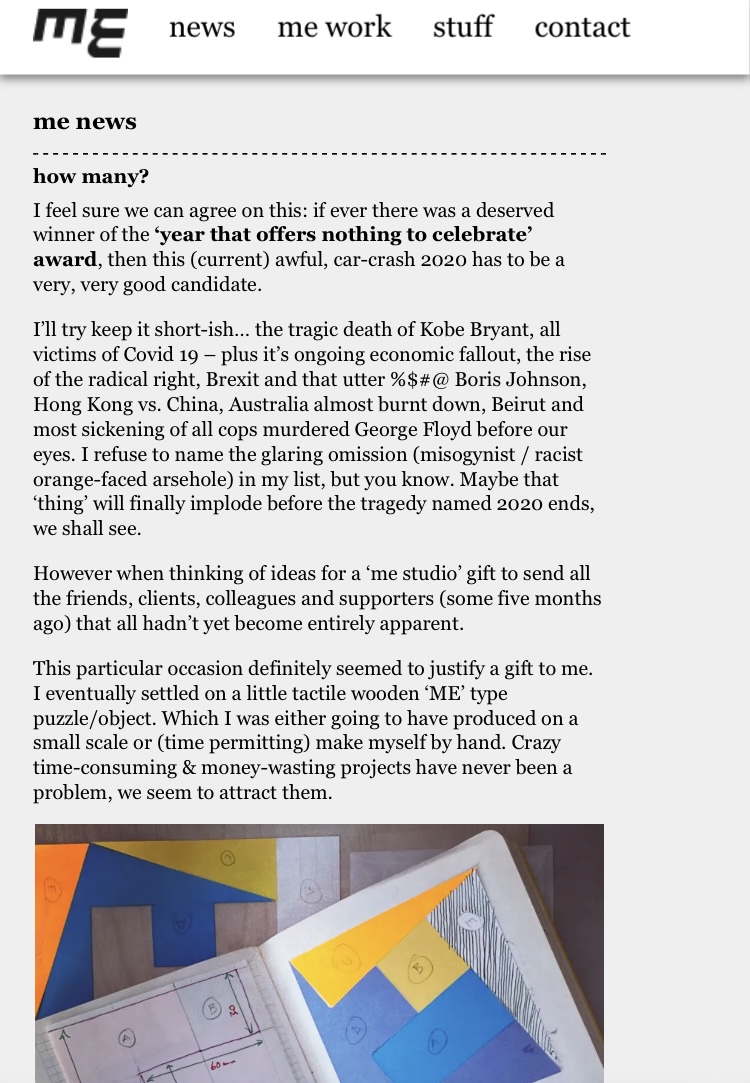 ME
news me work stuff contact
me news
how many?
I feel sure we can agree on this: if ever there was a deserved
winner of the ‘year that offers nothing to celebrate’
award, then this (current) awful, car-crash 2020 has to be a
very, very good candidate.
I’ll try keep it short-ish… the tragic death of Kobe Bryant, all
victims of Covid 19 – plus it’s ongoing economic fallout, the rise
of the radical right, Brexit and that utter %$#@ Boris Johnson,
Hong Kong vs. China, Australia almost burnt down, Beirut and
most sickening of all cops murdered George Floyd before our
eyes. I refuse to name the glaring omission (misogynist / racist
orange-faced arsehole) in my list, but you know. Maybe that
‘thing’ will finally implode before the tragedy named 2020 ends,
we shall see.
However when thinking of ideas for a ‘me studio’ gift to send all
the friends, clients, colleagues and supporters (some five months
ago) that all hadn’t yet become entirely apparent.
This particular occasion definitely seemed to justify a gift to me.
I eventually settled on a little tactile wooden ‘ME’ type
puzzle/object. Which I was either going to have produced on a
small scale or (time permitting) make myself by hand. Crazy
time-consuming & money-wasting projects have never been a
problem, we seem to attract them.
E
B
B
A
A
60mm